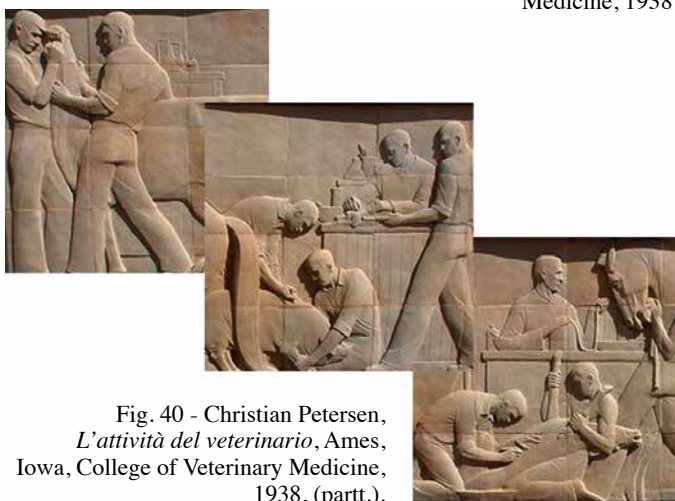 Medicine, 1938
Fig. 40 - Christian Petersen,
L'attività del veterinario, Ames,
Iowa, College of Veterinary Medicine,
1938, (partt.).